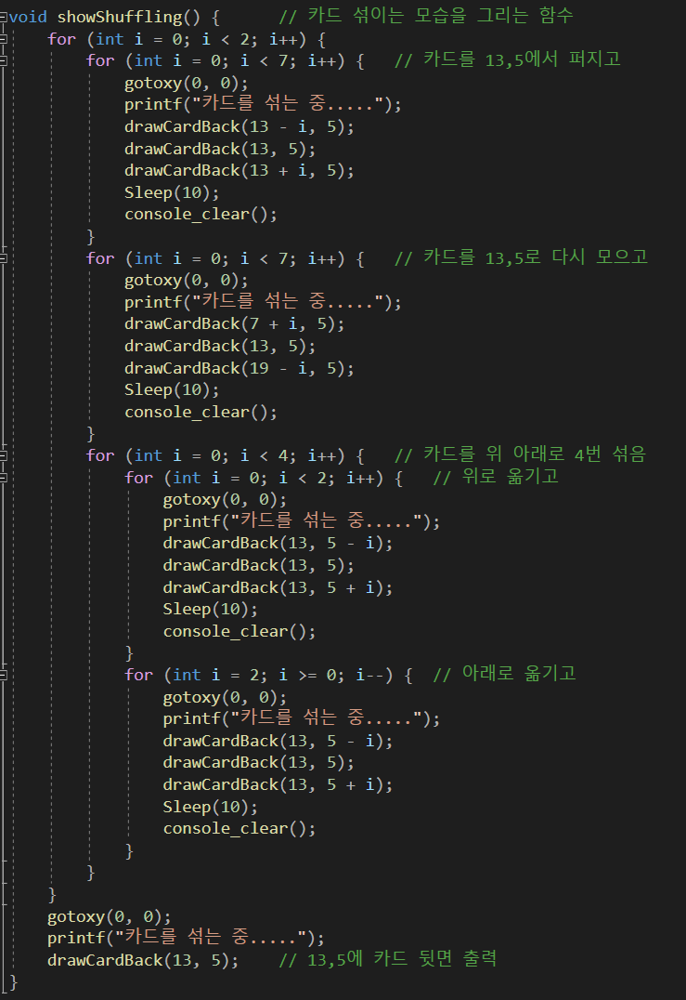 void showShuffling() {      // 카드 섞이는 모습을 그리는 함수
    for (int i = 0; i < 2; i++) {
        for (int i = 0; i < 7; i++) {   // 카드를 13,5에서 퍼지고
            gotoxy(0, 0);
            printf("카드를 섞는 중.....");
            drawCardBack(13 - i, 5);
            drawCardBack(13, 5);
            drawCardBack(13 + i, 5);
            Sleep(10);
            console_clear();
        }
        for (int i = 0; i < 7; i++) {   // 카드를 13,5로 다시 모으고
            gotoxy(0, 0);
            printf("카드를 섞는 중.....");
            drawCardBack(7 + i, 5);
            drawCardBack(13, 5);
            drawCardBack(19 - i, 5);
            Sleep(10);
            console_clear();
        }
        for (int i = 0; i < 4; i++) {   // 카드를 위 아래로 4번 섞음
            for (int i = 0; i < 2; i++) {   // 위로 옮기고
                gotoxy(0, 0);
                printf("카드를 섞는 중.....");
                drawCardBack(13, 5 - i);
                drawCardBack(13, 5);
                drawCardBack(13, 5 + i);
                Sleep(10);
                console_clear();
            }
            for (int i = 2; i >= 0; i--) {  // 아래로 옮기고
                gotoxy(0, 0);
                printf("카드를 섞는 중.....");
                drawCardBack(13, 5 - i);
                drawCardBack(13, 5);
                drawCardBack(13, 5 + i);
                Sleep(10);
                console_clear();
            }
        }
    }
    gotoxy(0, 0);
    printf("카드를 섞는 중.....");
    drawCardBack(13, 5);    // 13,5에 카드 뒷면 출력
}